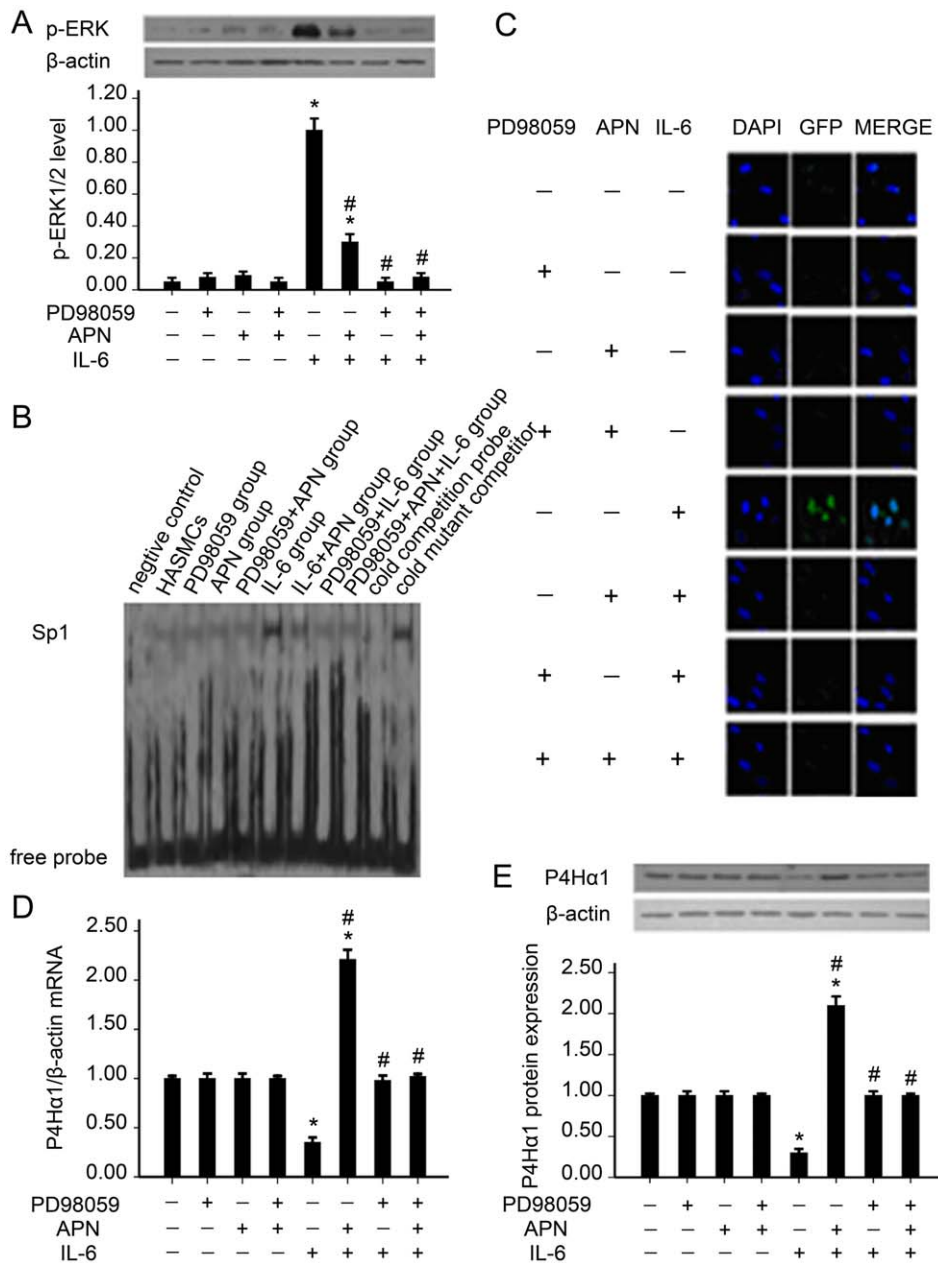 A
p-ERK
β-actin
p-ERK1/2 level
1.20
1.00
0.80
0.60
0.40
0.20
0.00
*
#
*
#
#
PD98059 – + – + – – + +
APN – – + + – + – +
IL-6 – – – – + + + +
B
negtive control
HASMCs
PD98059 group
APN group
PD98059+APN group
IL-6 group
IL-6+APN group
PD98059+IL-6 group
PD98059+APN+IL-6 group
cold competition probe
cold mutant competitor
Sp1
free probe
C
PD98059 APN IL-6 DAPI GFP MERGE
– – –
+ – –
– + –
+ + –
– – +
– + +
+ – +
+ + +
D
P4Hα1/β-actin mRNA
2.50
2.00
1.50
1.00
0.50
0.00
*
#
*
#
#
PD98059 – + – + – – + +
APN – – + + – + – +
IL-6 – – – – + + + +
E
P4Hα1
β-actin
P4Hα1 protein expression
2.50
2.00
1.50
1.00
0.50
0.00
*
#
*
#
#
PD98059 – + – + – – + +
APN – – + + – + – +
IL-6 – – – – + + + +